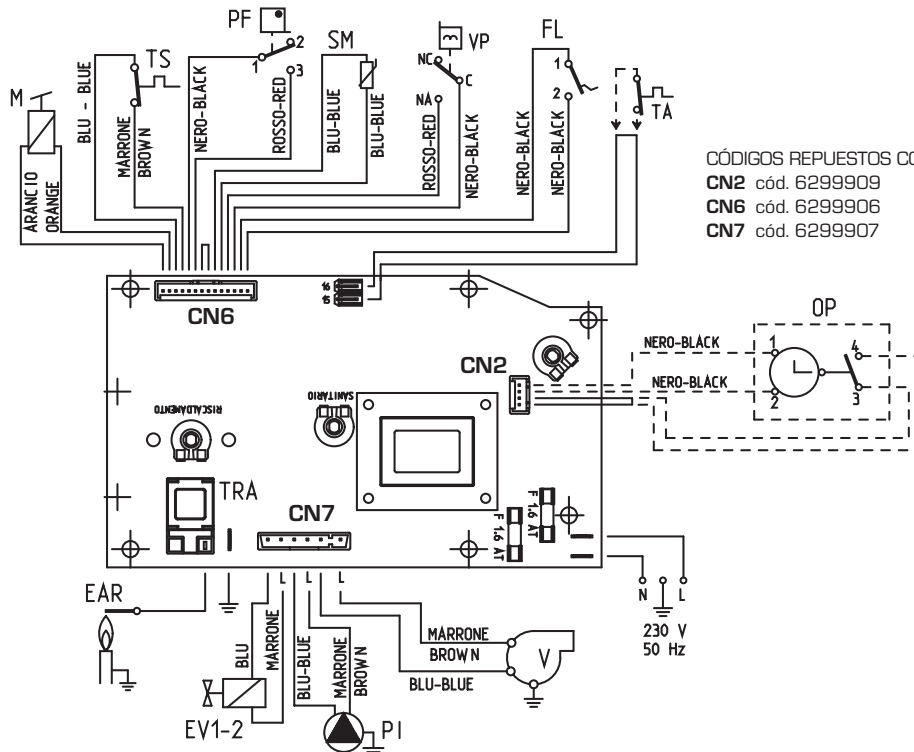 PF
2
1
3
TS
SM
VP
NC
C
NA
FL
1
2
TA
M
BLU - BLUE
MARRONE
BROWN
NERO-BLACK
ROSSO-RED
BLU-BLUE
BLU-BLUE
ROSSO-RED
NERO-BLACK
NERO-BLACK
NERO-BLACK
ARANCIO
ORANGE
CÓDIGOS REPUESTOS CO
CN2 cód. 6299909
CN6 cód. 6299906
CN7 cód. 6299907
CN6
CN2
OP
NERO-BLACK
1
4
NERO-BLACK
2
3
RISCALDAMENTO
SANITARIO
TRA
CN7
F 1.6 AT
F 1.6 AT
EAR
L
L
L
N
L
230 V
50 Hz
BLU
MARRONE
BLU-BLUE
MARRONE
BROWN
MARRONE
BROWN
BLU-BLUE
V
EV1-2
PI